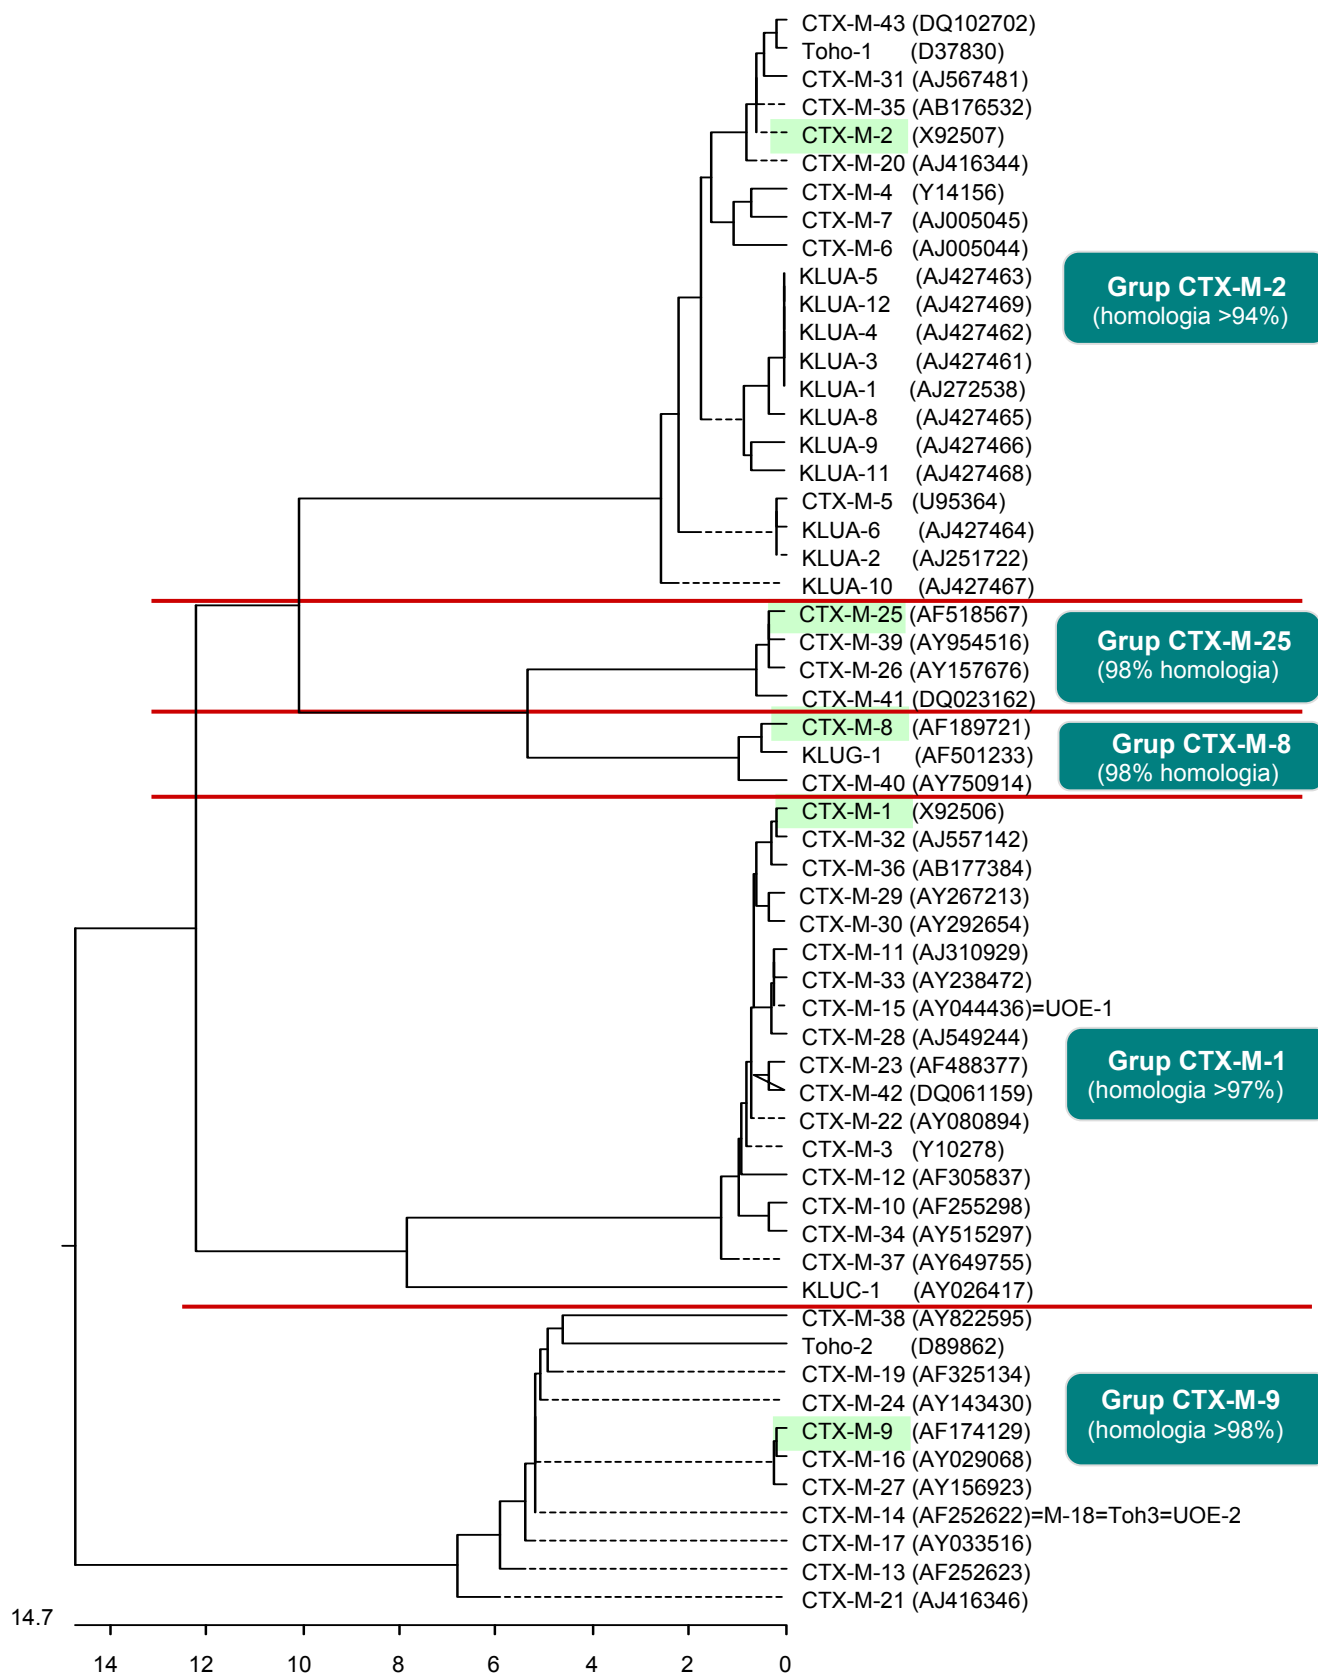 CTX-M-43 (DQ102702)
Toho-1 (D37830)
CTX-M-31 (AJ567481)
CTX-M-35 (AB176532)
CTX-M-2 (X92507)
CTX-M-20 (AJ416344)
CTX-M-4 (Y14156)
CTX-M-7 (AJ005045)
CTX-M-6 (AJ005044)
KLUA-5 (AJ427463)
KLUA-12 (AJ427469)
KLUA-4 (AJ427462)
KLUA-3 (AJ427461)
KLUA-1 (AJ272538)
KLUA-8 (AJ427465)
KLUA-9 (AJ427466)
KLUA-11 (AJ427468)
CTX-M-5 (U95364)
KLUA-6 (AJ427464)
KLUA-2 (AJ251722)
KLUA-10 (AJ427467)
Grup CTX-M-2
(homologia >94%)
CTX-M-25 (AF518567)
CTX-M-39 (AY954516)
CTX-M-26 (AY157676)
CTX-M-41 (DQ023162)
Grup CTX-M-25
(98% homologia)
CTX-M-8 (AF189721)
KLUG-1 (AF501233)
CTX-M-40 (AY750914)
Grup CTX-M-8
(98% homologia)
CTX-M-1 (X92506)
CTX-M-32 (AJ557142)
CTX-M-36 (AB177384)
CTX-M-29 (AY267213)
CTX-M-30 (AY292654)
CTX-M-11 (AJ310929)
CTX-M-33 (AY238472)
CTX-M-15 (AY044436)=UOE-1
CTX-M-28 (AJ549244)
CTX-M-23 (AF488377)
CTX-M-42 (DQ061159)
CTX-M-22 (AY080894)
CTX-M-3 (Y10278)
CTX-M-12 (AF305837)
CTX-M-10 (AF255298)
CTX-M-34 (AY515297)
CTX-M-37 (AY649755)
KLUC-1 (AY026417)
Grup CTX-M-1
(homologia >97%)
CTX-M-38 (AY822595)
Toho-2 (D89862)
CTX-M-19 (AF325134)
CTX-M-24 (AY143430)
CTX-M-9 (AF174129)
CTX-M-16 (AY029068)
CTX-M-27 (AY156923)
CTX-M-14 (AF252622)=M-18=Toh3=UOE-2
CTX-M-17 (AY033516)
CTX-M-13 (AF252623)
CTX-M-21 (AJ416346)
Grup CTX-M-9
(homologia >98%)
14.7
14 12 10 8 6 4 2 0